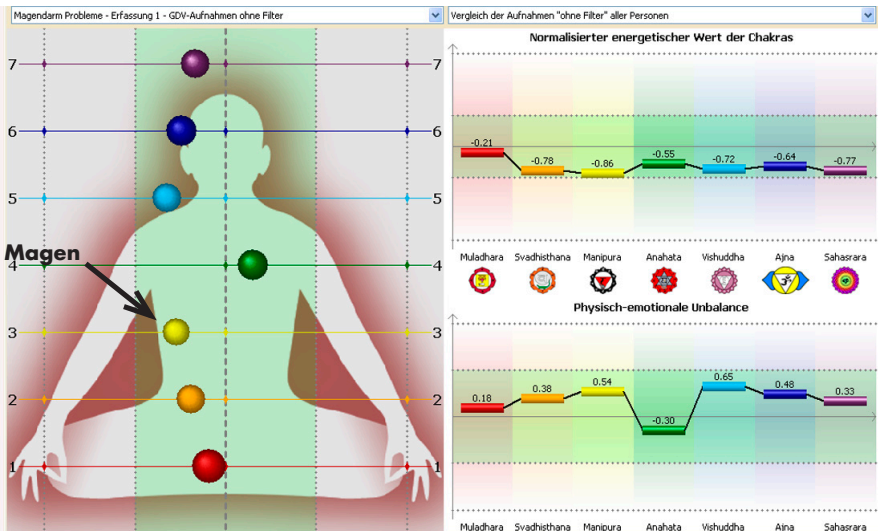 Magendarm Probleme - Erfassung 1 - GDV-Aufnahmen ohne Filter
7 7
6 6
5 5
Magen
4 4
3 3
2 2
1 1
Vergleich der Aufnahmen "ohne Filter" aller Personen
Normalisierter energetischer Wert der Chakras
-0.21 -0.78 -0.86 -0.55 -0.72 -0.64 -0.77
Muladhara Svadhisthana Manipura Anahata Vishuddha Ajna Sahasrara
Physisch-emotionale Unbalance
0.18 0.38 0.54 -0.30 0.65 0.48 0.33
Muladhara Svadhisthana Manipura Anahata Vishuddha Ajna Sahasrara